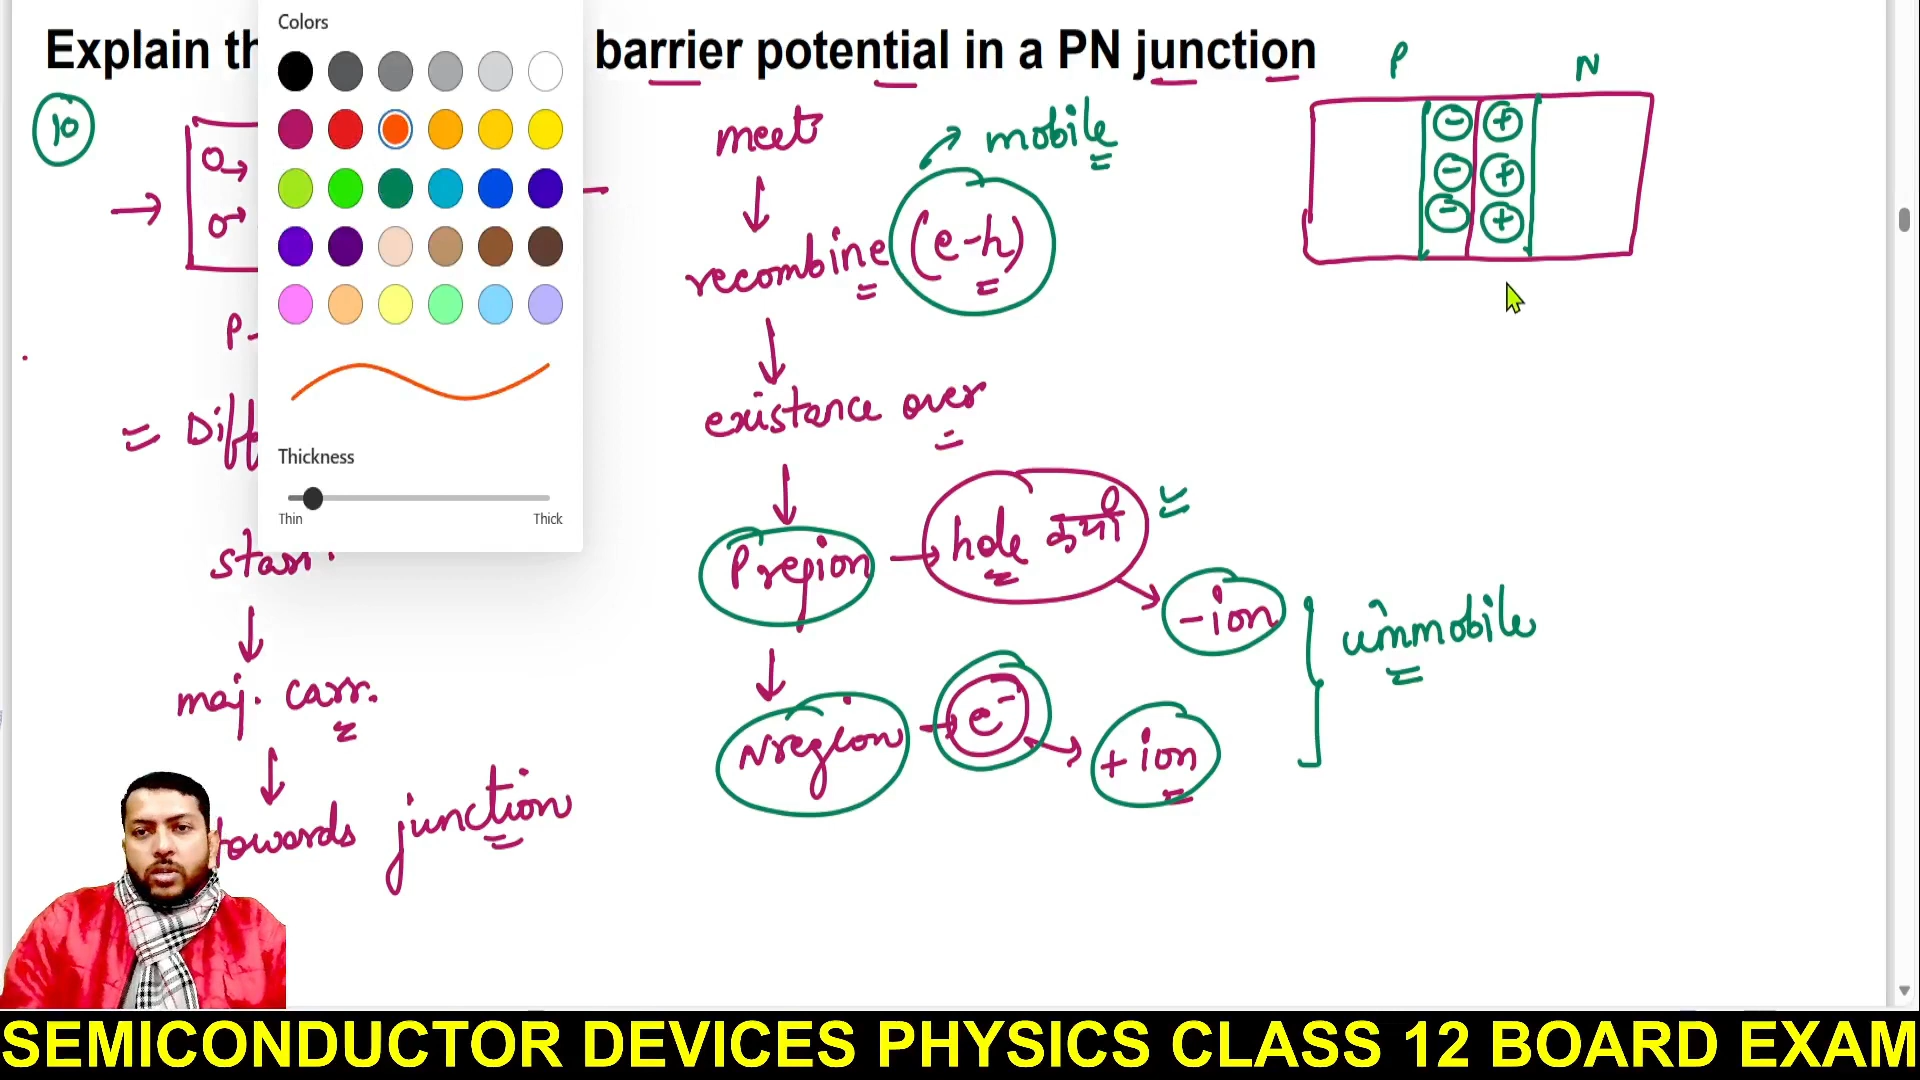 Explain th barrier potential in a PN junction
Colors
Thickness
Thin Thick
10
P
Diff
start
maj. carr.
towards junction
meet
mobile
recombine (e-h)
existance over
P region hole कमी
-ion
N region e-
+ ion
immobile
P N
- +
- +
- +
SEMICONDUCTOR DEVICES PHYSICS CLASS 12 BOARD EXAM